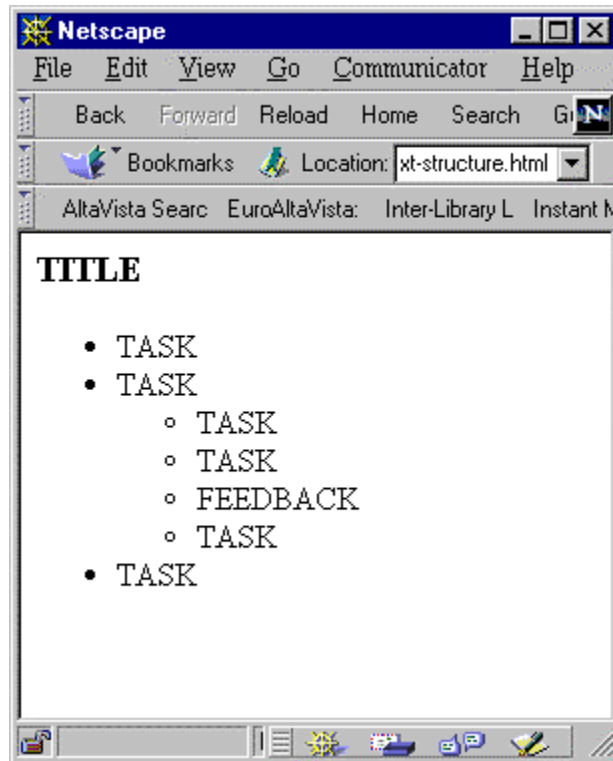 Netscape
File Edit View Go Communicator Help
Back Forward Reload Home Search
N
Bookmarks Location: xt-structure.html
AltaVista Searc EuroAltaVista: Inter-Library L Instant
TITLE
• TASK
• TASK
◦ TASK
◦ TASK
◦ FEEDBACK
◦ TASK
• TASK